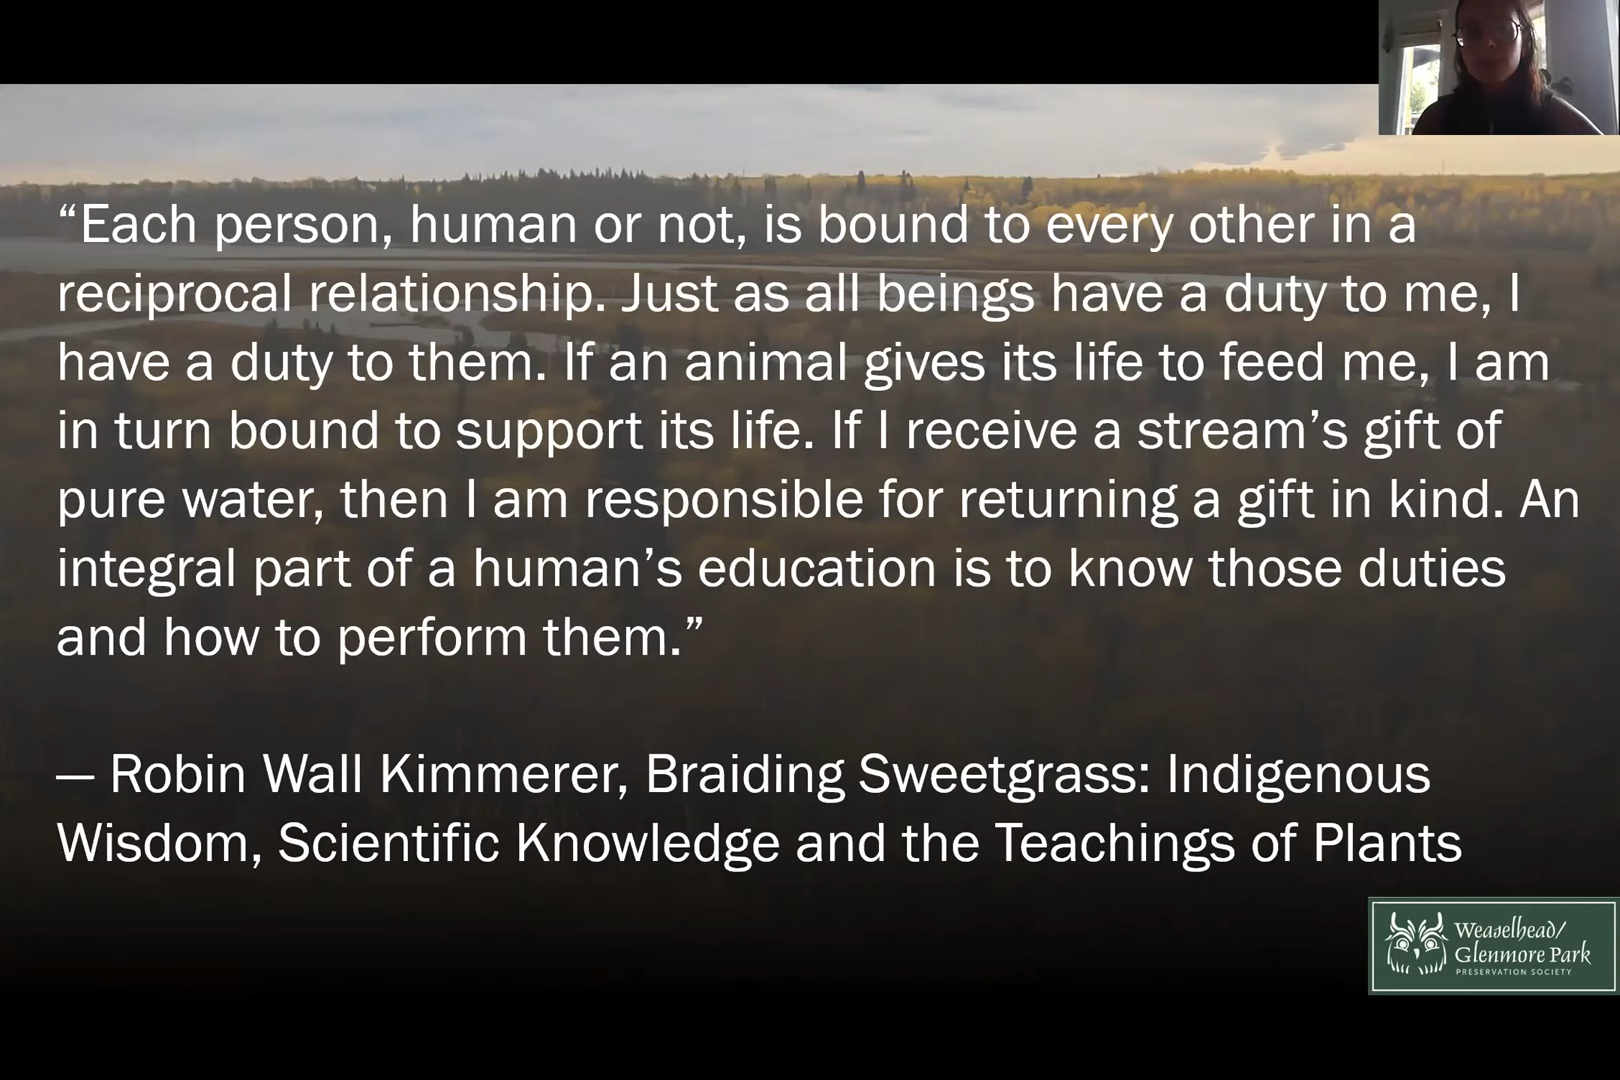 “Each person, human or not, is bound to every other in a
reciprocal relationship. Just as all beings have a duty to me, I
have a duty to them. If an animal gives its life to feed me, I am
in turn bound to support its life. If I receive a stream’s gift of
pure water, then I am responsible for returning a gift in kind. An
integral part of a human’s education is to know those duties
and how to perform them.”
— Robin Wall Kimmerer, Braiding Sweetgrass: Indigenous
Wisdom, Scientific Knowledge and the Teachings of Plants
Weaselhead/
Glenmore Park
PRESERVATION SOCIETY